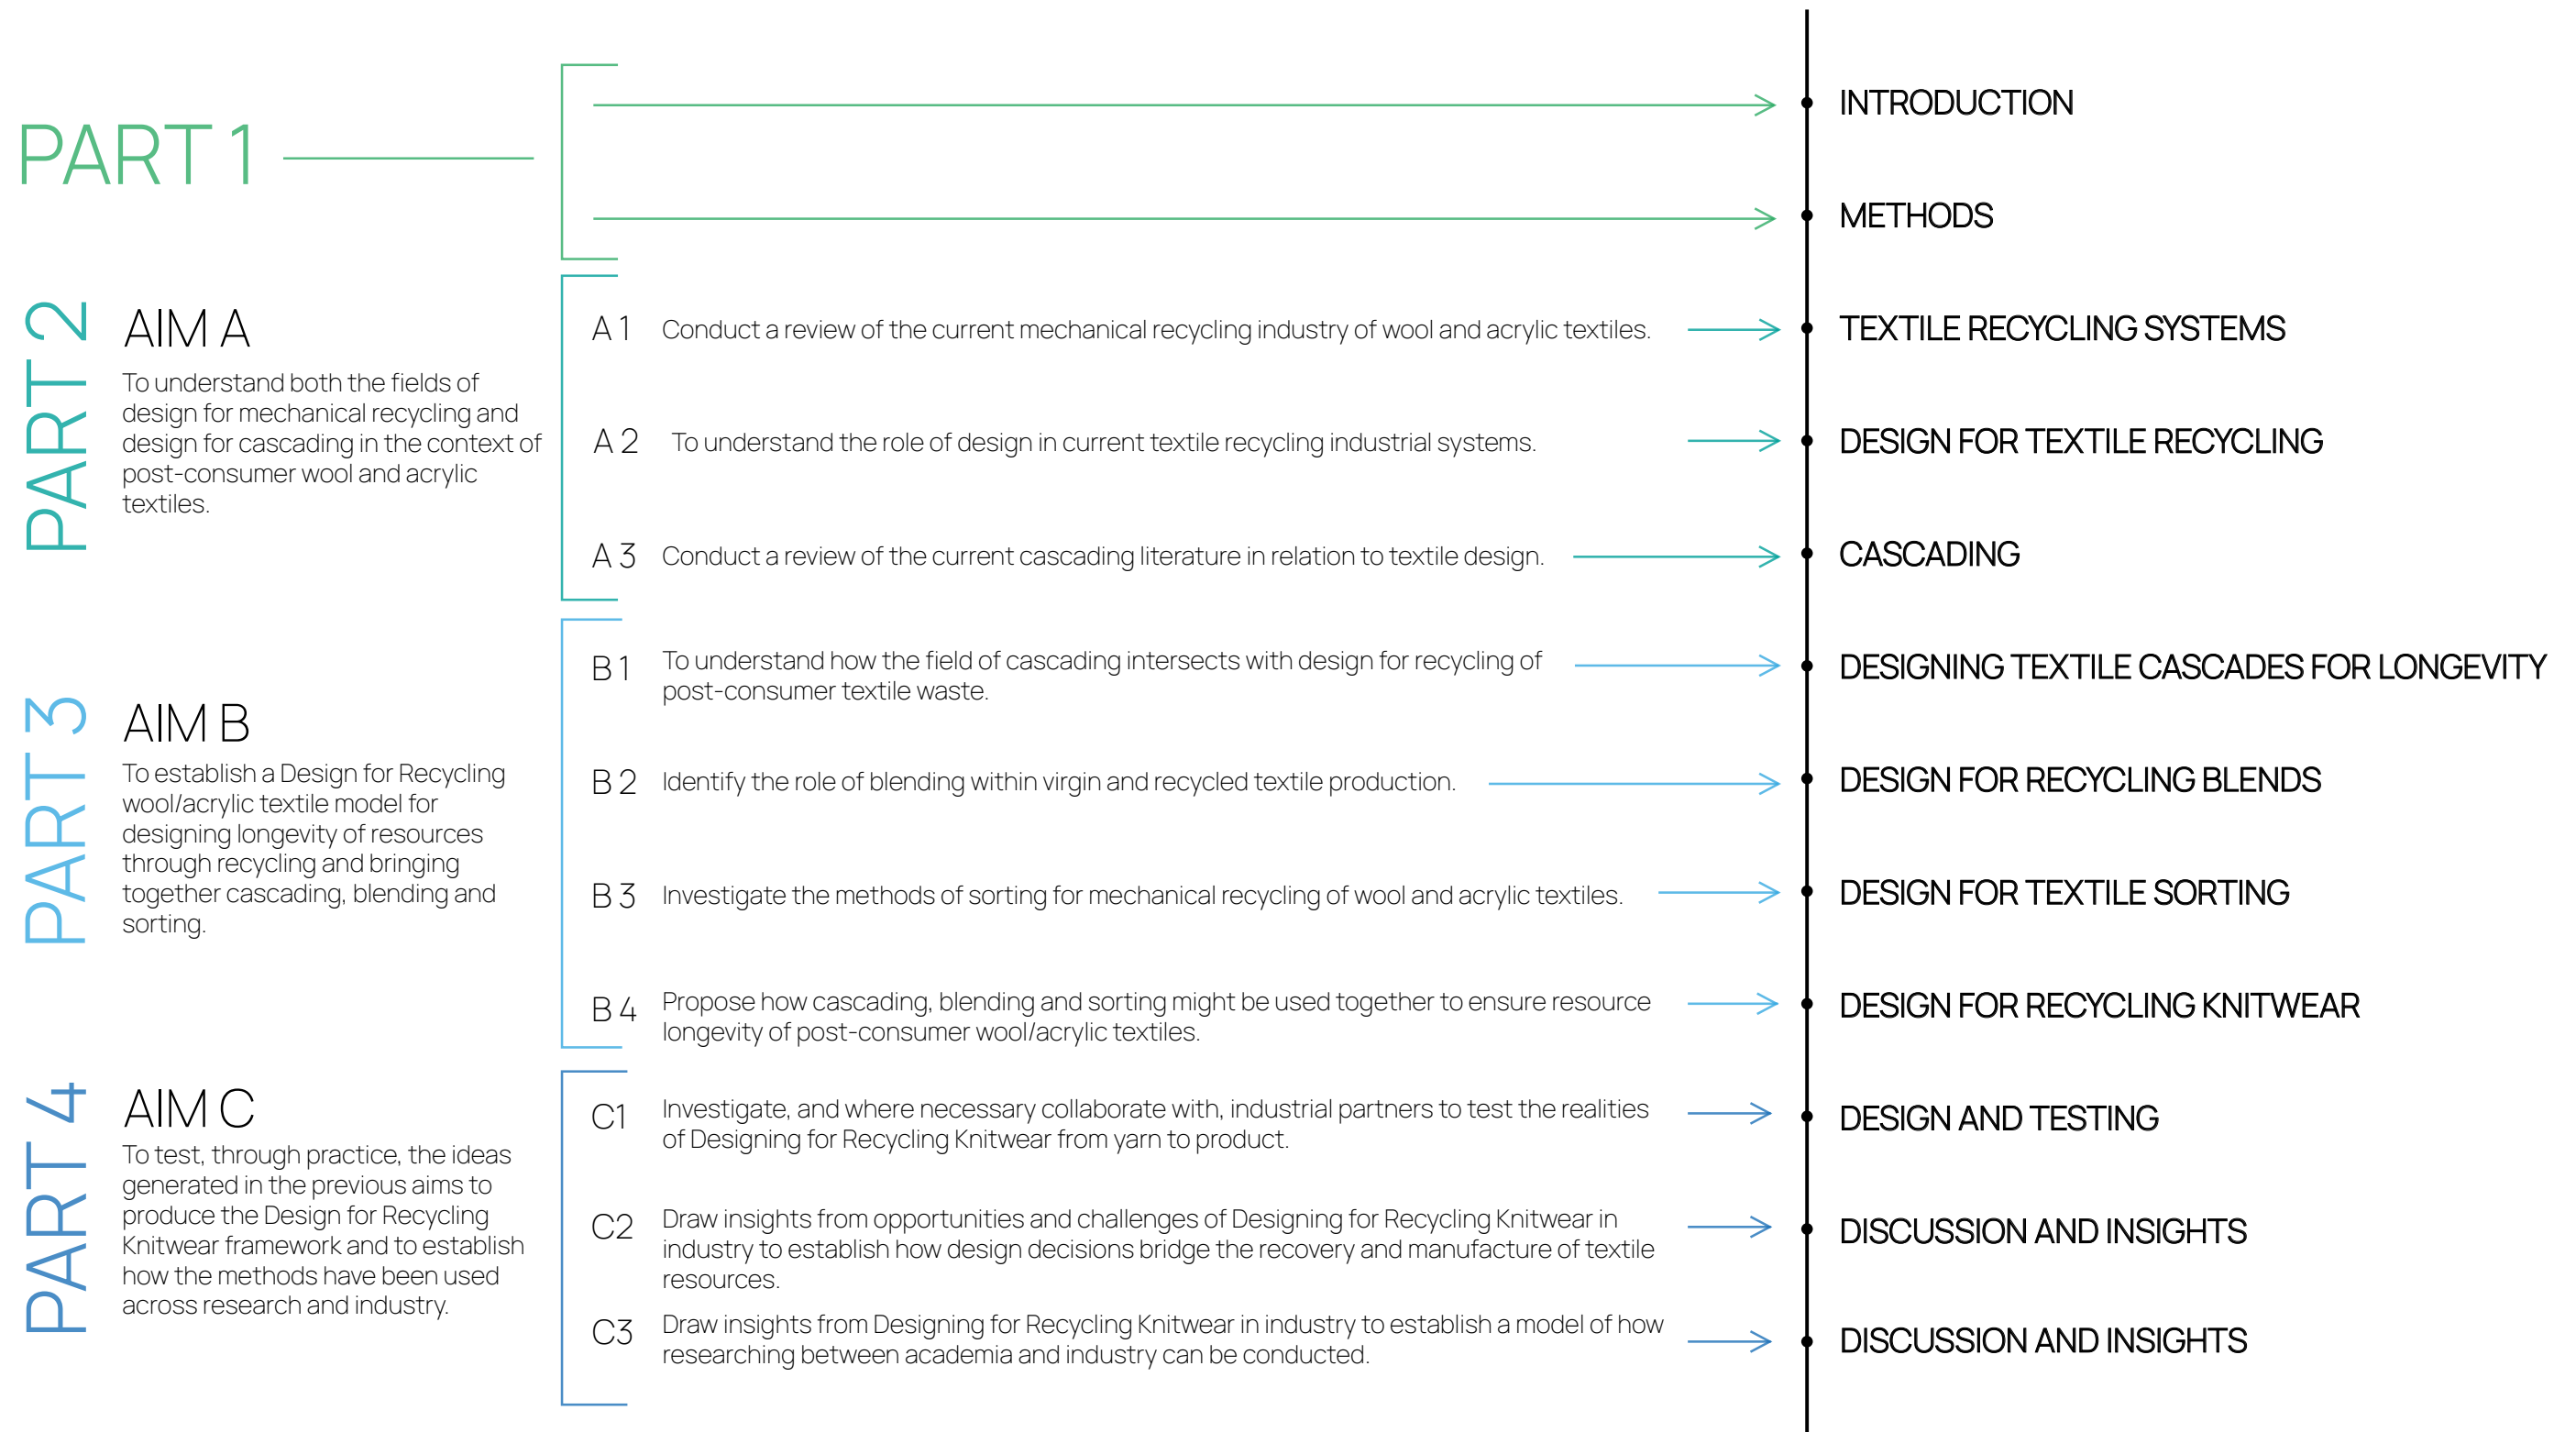 PART 1
INTRODUCTION
METHODS
PART 2
AIM A
To understand both the fields of
design for mechanical recycling and
design for cascading in the context of
post-consumer wool and acrylic
textiles.
A 1 Conduct a review of the current mechanical recycling industry of wool and acrylic textiles.
TEXTILE RECYCLING SYSTEMS
A 2 To understand the role of design in current textile recycling industrial systems.
DESIGN FOR TEXTILE RECYCLING
A 3 Conduct a review of the current cascading literature in relation to textile design.
CASCADING
PART 3
AIM B
To establish a Design for Recycling
wool/acrylic textile model for
designing longevity of resources
through recycling and bringing
together cascading, blending and
sorting.
B 1 To understand how the field of cascading intersects with design for recycling of
post-consumer textile waste.
DESIGNING TEXTILE CASCADES FOR LONGEVITY
B 2 Identify the role of blending within virgin and recycled textile production.
DESIGN FOR RECYCLING BLENDS
B 3 Investigate the methods of sorting for mechanical recycling of wool and acrylic textiles.
DESIGN FOR TEXTILE SORTING
B 4 Propose how cascading, blending and sorting might be used together to ensure resource
longevity of post-consumer wool/acrylic textiles.
DESIGN FOR RECYCLING KNITWEAR
PART 4
AIM C
To test, through practice, the ideas
generated in the previous aims to
produce the Design for Recycling
Knitwear framework and to establish
how the methods have been used
across research and industry.
C1 Investigate, and where necessary collaborate with, industrial partners to test the realities
of Designing for Recycling Knitwear from yarn to product.
DESIGN AND TESTING
C2 Draw insights from opportunities and challenges of Designing for Recycling Knitwear in
industry to establish how design decisions bridge the recovery and manufacture of textile
resources.
DISCUSSION AND INSIGHTS
C3 Draw insights from Designing for Recycling Knitwear in industry to establish a model of how
researching between academia and industry can be conducted.
DISCUSSION AND INSIGHTS